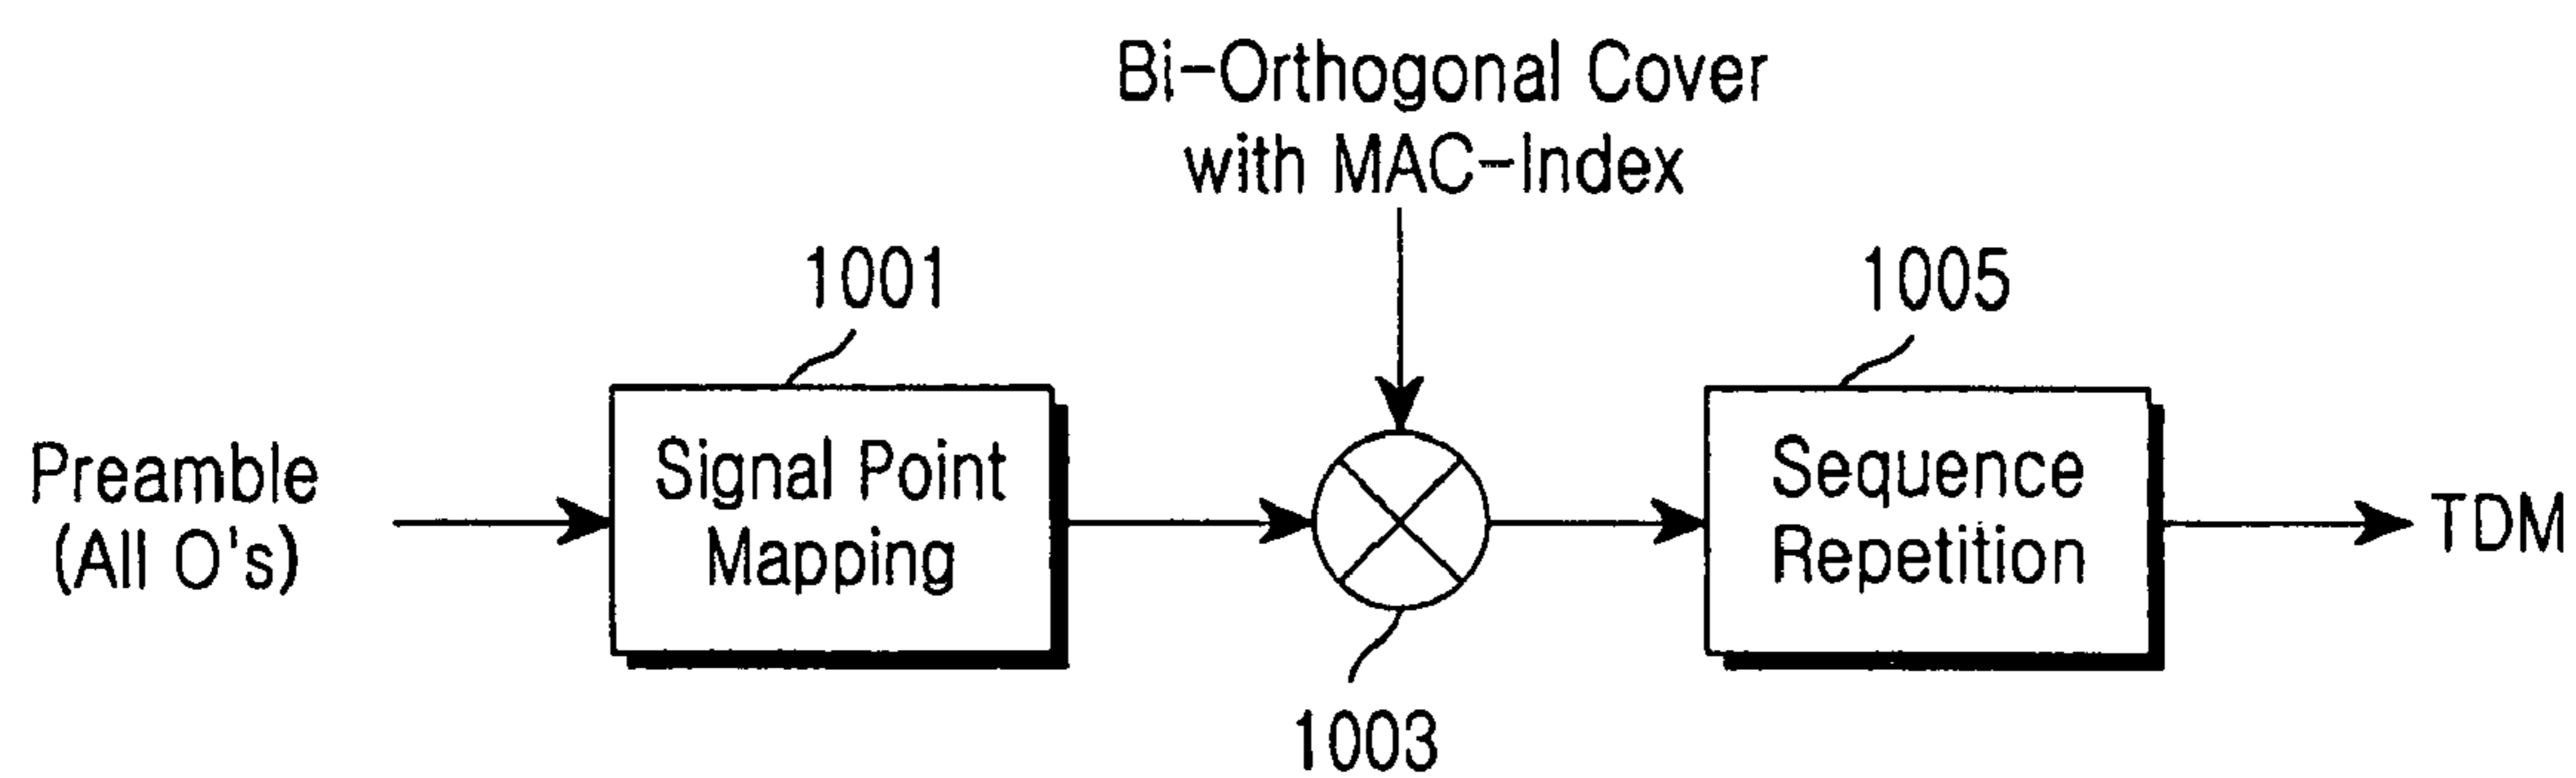 Bi-Orthogonal Cover
with MAC-Index
1001
1005
Preamble
(All O's)
Signal Point
Mapping
Sequence
Repetition
TDM
1003